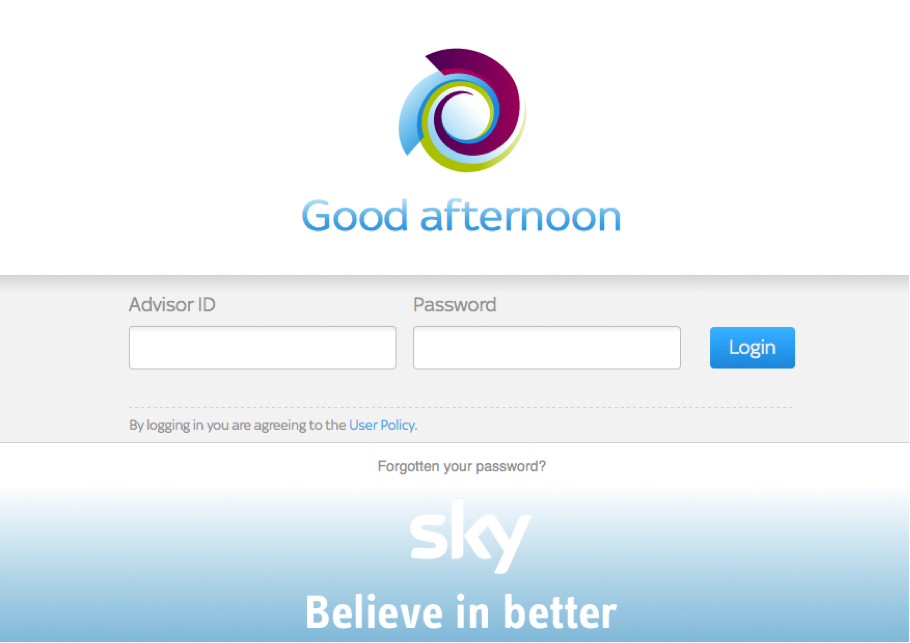 Good afternoon
Advisor ID
Password
Login
By logging in you are agreeing to the User Policy.
Forgotten your password?
sky
Believe in better